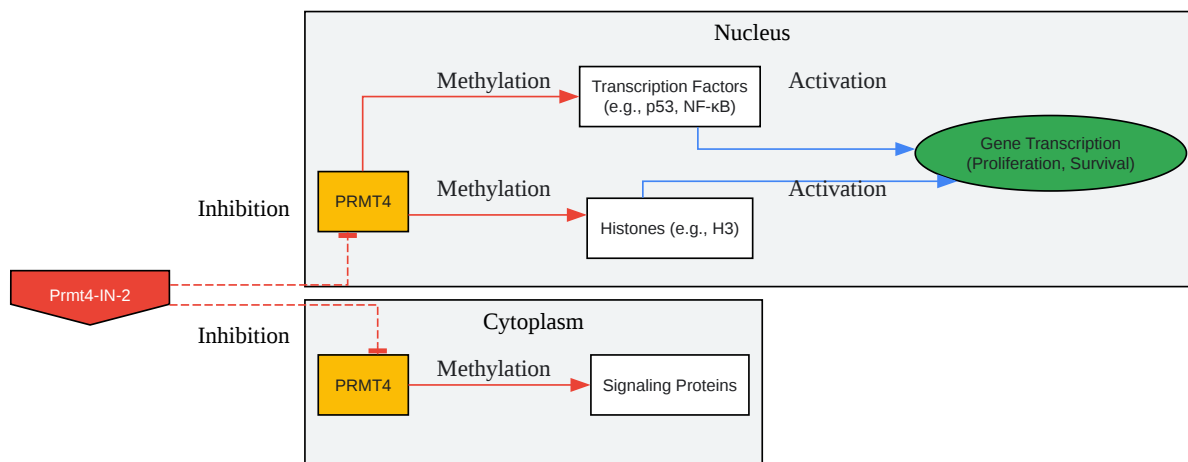 Nucleus
Methylation
Transcription Factors
(e.g., p53, NF-κB)
Activation
Gene Transcription
(Proliferation, Survival)
Inhibition
PRMT4
Methylation
Histones (e.g., H3)
Activation
Prmt4-IN-2
Inhibition
Cytoplasm
PRMT4
Methylation
Signaling Proteins